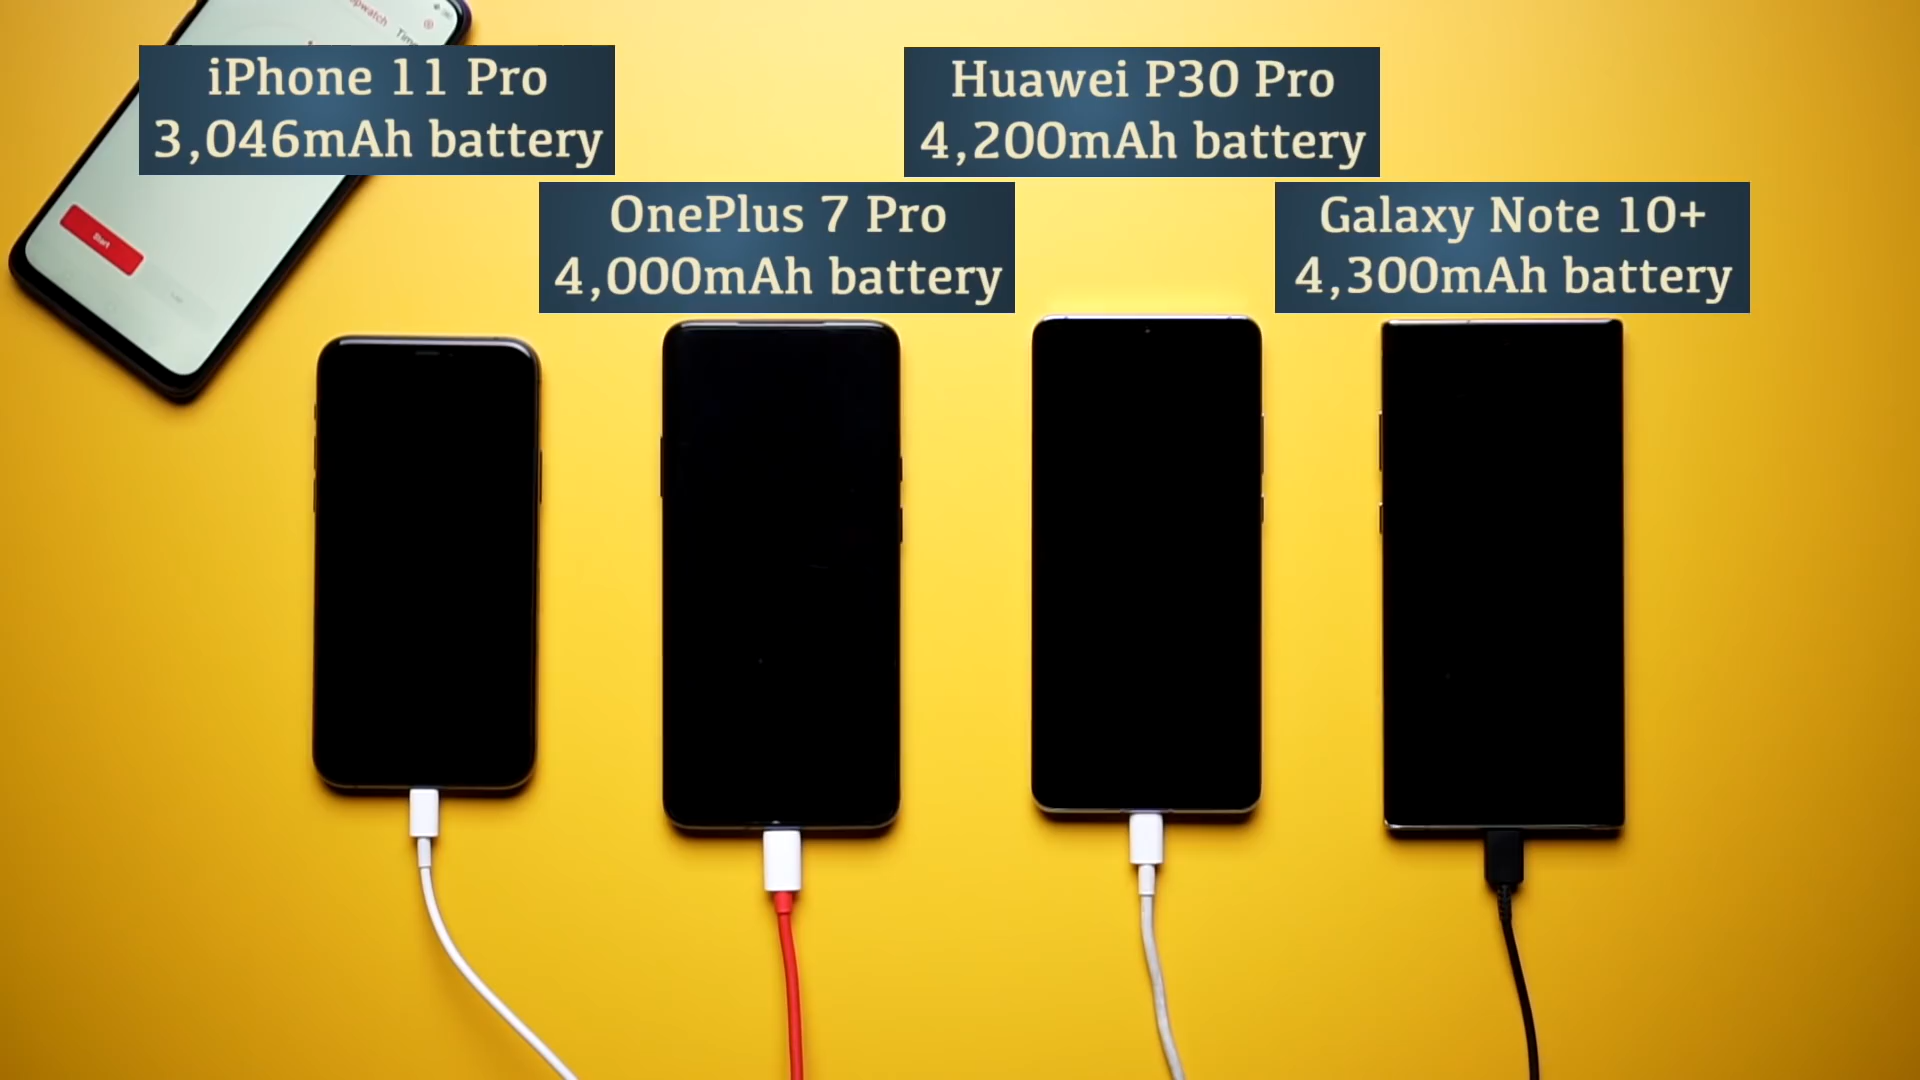 iPhone 11 Pro
3,046mAh battery
OnePlus 7 Pro
4,000mAh battery
Huawei P30 Pro
4,200mAh battery
Galaxy Note 10+
4,300mAh battery
Start